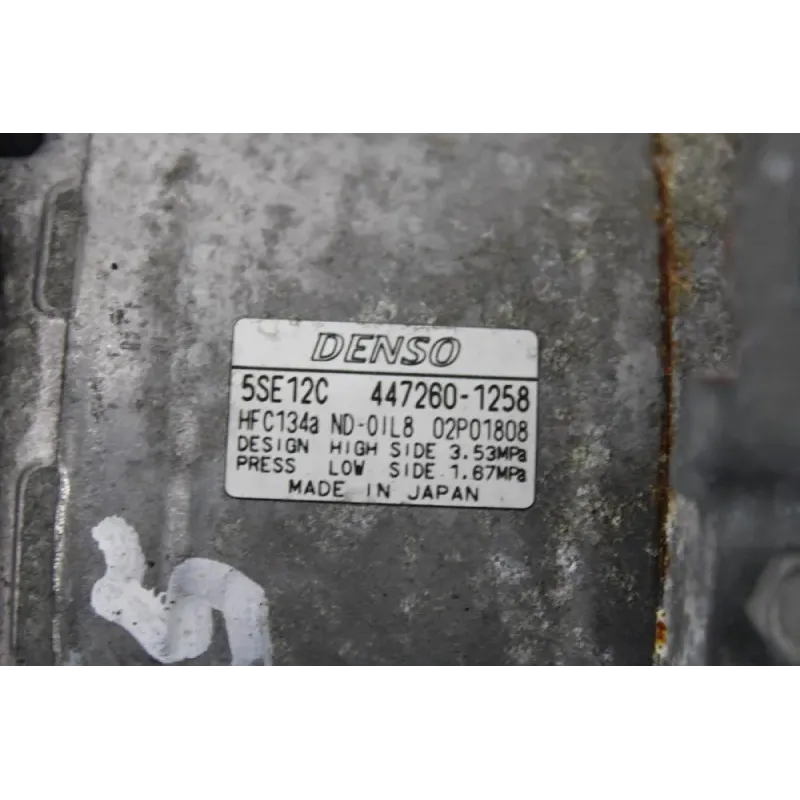 DENSO
5SE12C 447260-1258
HFC134a ND-OIL8 02P01808
DESIGN HIGH SIDE 3.53MPa
PRESS LOW SIDE 1.67MPa
MADE IN JAPAN